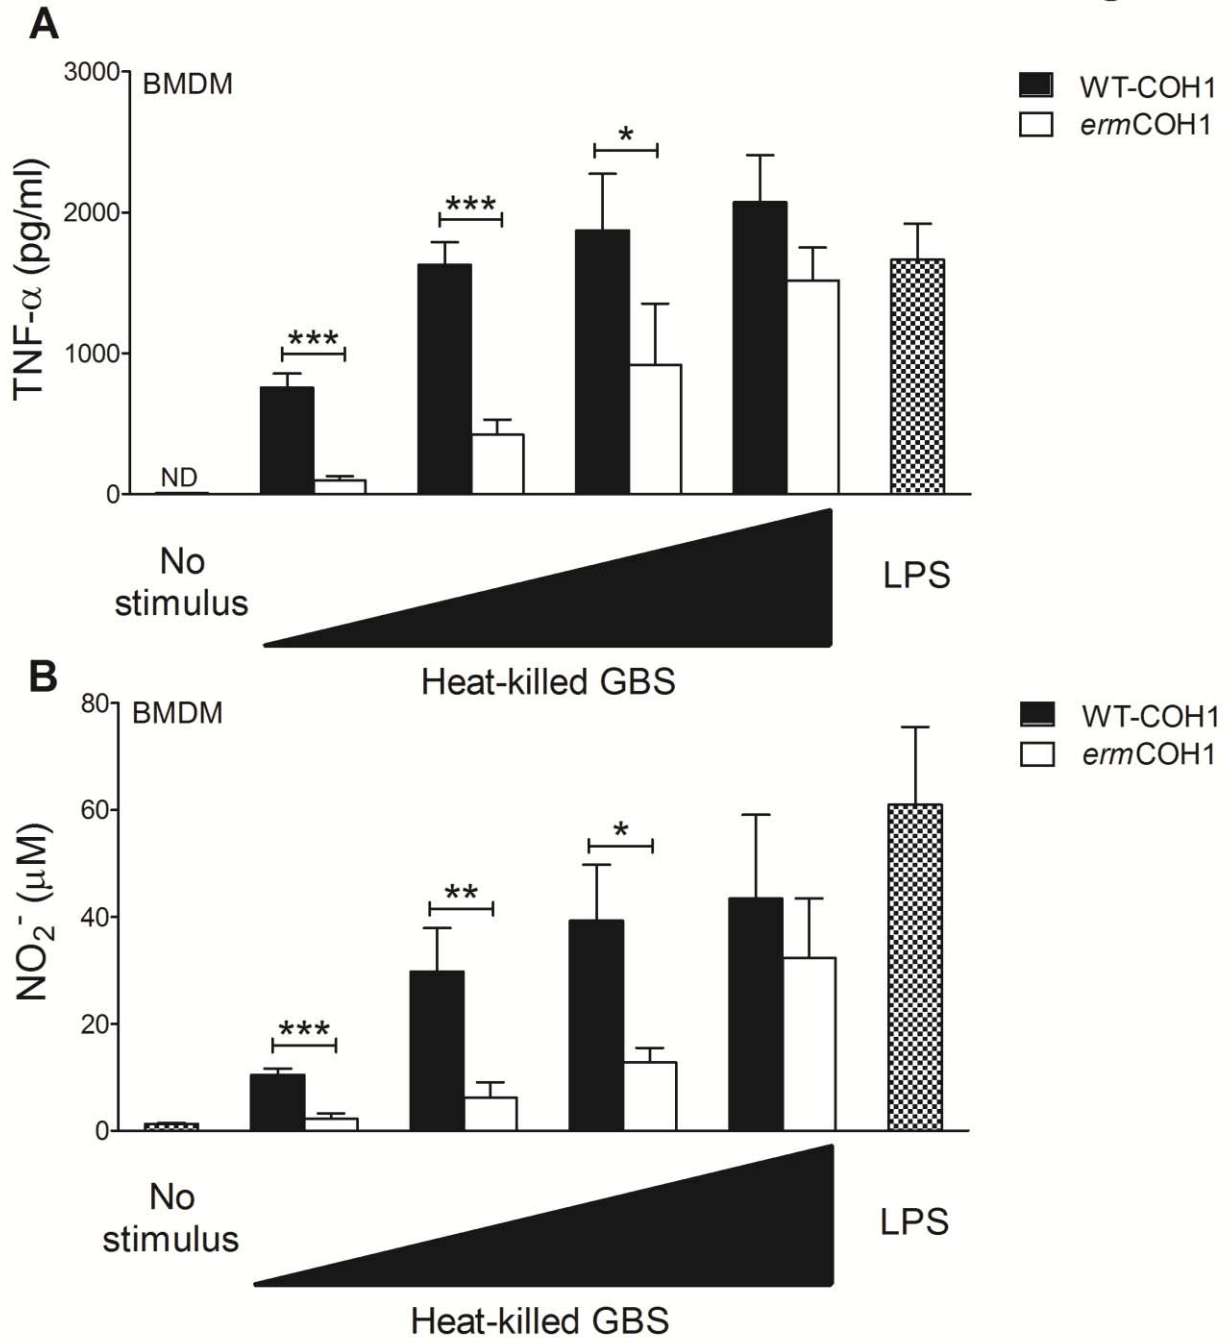 A
3000
BMDM
WT-COH1
ermCOH1
TNF-α (pg/ml)
2000
1000
0
ND
***
***
*
No
stimulus
LPS
Heat-killed GBS
B
80
BMDM
WT-COH1
ermCOH1
NO₂⁻ (μM)
60
40
20
0
***
**
*
No
stimulus
LPS
Heat-killed GBS